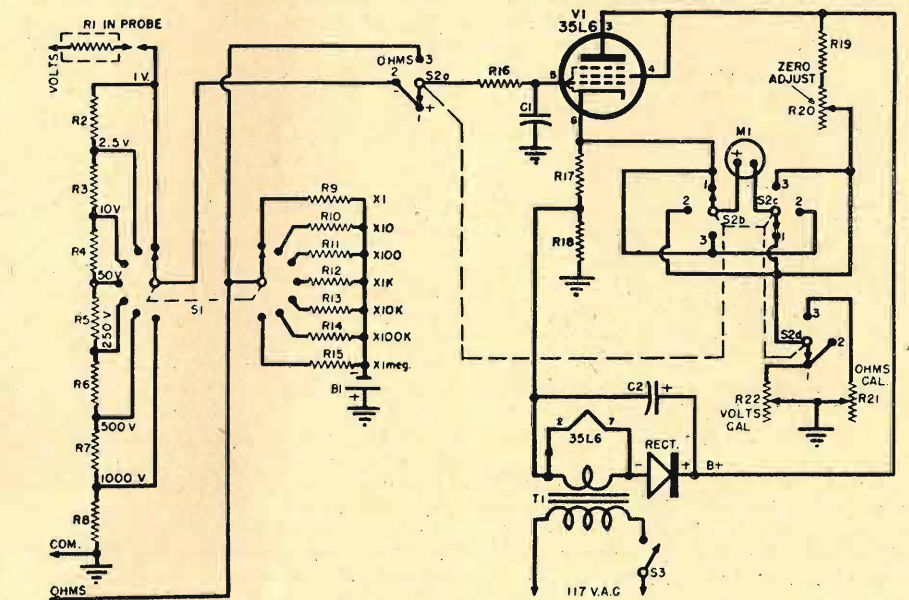 R1 IN PROBE
VOLTS
1 V.
R2
2.5 V
R3
10V
R4
50V
R5
250 V
R6
500 V
R7
1000 V
R8
COM.
OHMS
S1
R9
X1
R10
X10
R11
X100
R12
X1K
R13
X10K
R14
X100K
R15
X1meg.
-
B1
+
OHMS
3
2
S2a
-
+
1
R16
C1
V1
35L6
3
5
4
6
R17
R18
M1
+
-
1
2
S2b
3
3
S2c
2
1
R19
ZERO
ADJUST
R20
3
S2d
2
1
R22
VOLTS
CAL
OHMS
CAL.
R21
C2
+
2
7
35L6
RECT.
-
+
B+
T1
S3
117 V.A.C